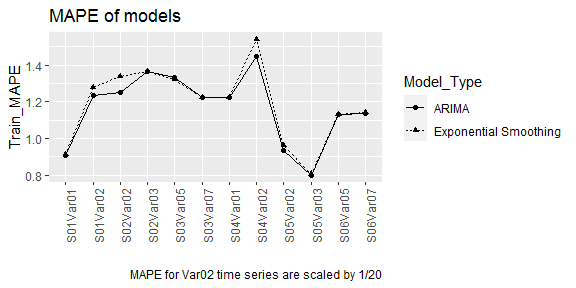 MAPE of models
Train_MAPE
1.4
1.2
1.0
0.8
S01Var01
S01Var02
S02Var02
S02Var03
S03Var05
S03Var07
S04Var01
S04Var02
S05Var02
S05Var03
S06Var05
S06Var07
Model_Type
ARIMA
Exponential Smoothing
MAPE for Var02 time series are scaled by 1/20